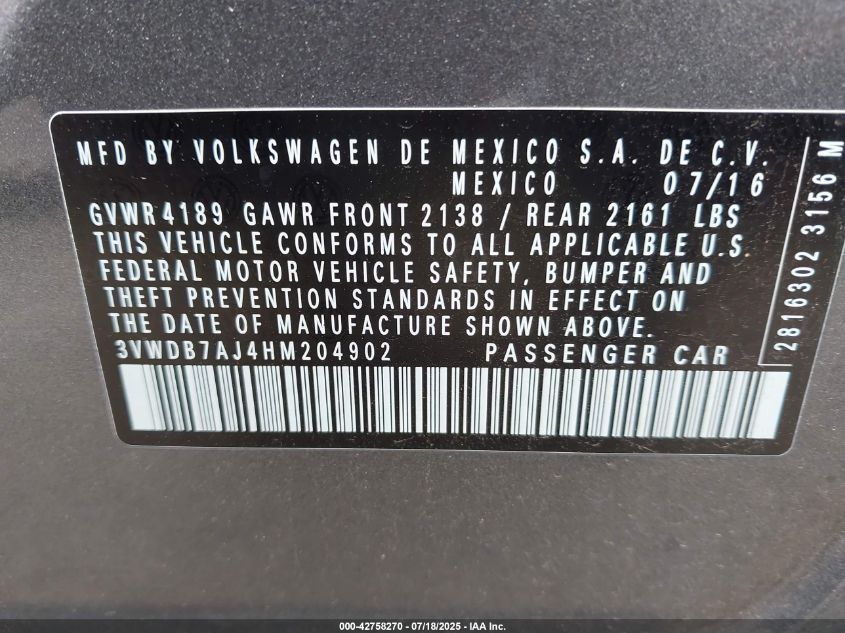 MFD BY VOLKSWAGEN DE MEXICO S.A. DE C.V.
MEXICO 07/16
GVWR 4189 GAWR FRONT 2138 / REAR 2161 LBS
THIS VEHICLE CONFORMS TO ALL APPLICABLE U.S.
FEDERAL MOTOR VEHICLE SAFETY, BUMPER AND
THEFT PREVENTION STANDARDS IN EFFECT ON
THE DATE OF MANUFACTURE SHOWN ABOVE.
3VWDB7AJ4HM204902 PASSENGER CAR
2816302 3156 M
000-42758270 - 07/18/2025 - IAA Inc.